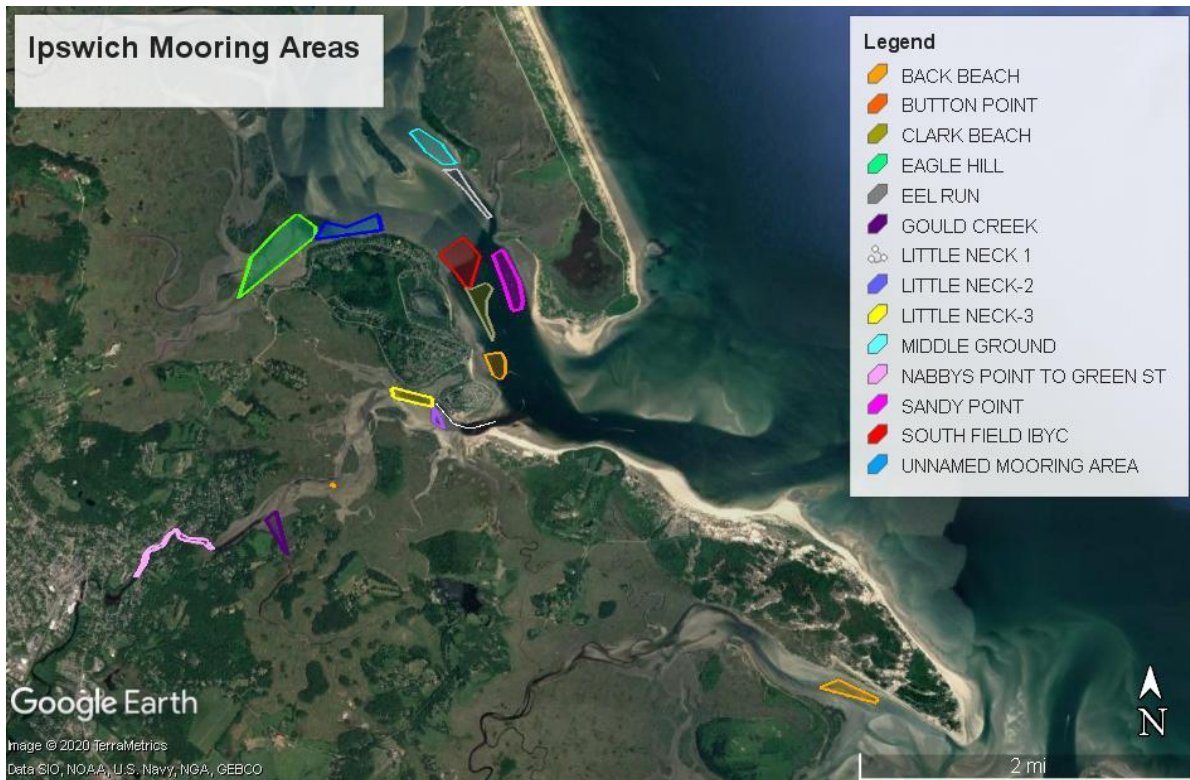 Ipswich Mooring Areas
Legend
BACK BEACH
BUTTON POINT
CLARK BEACH
EAGLE HILL
EEL RUN
GOULD CREEK
LITTLE NECK 1
LITTLE NECK-2
LITTLE NECK-3
MIDDLE GROUND
NABBYS POINT TO GREEN ST
SANDY POINT
SOUTH FIELD IBYC
UNNAMED MOORING AREA
Google Earth
Image © 2020 TerraMetrics
Data SIO, NOAA, U.S. Navy, NGA, GEBCO
N
2 mi